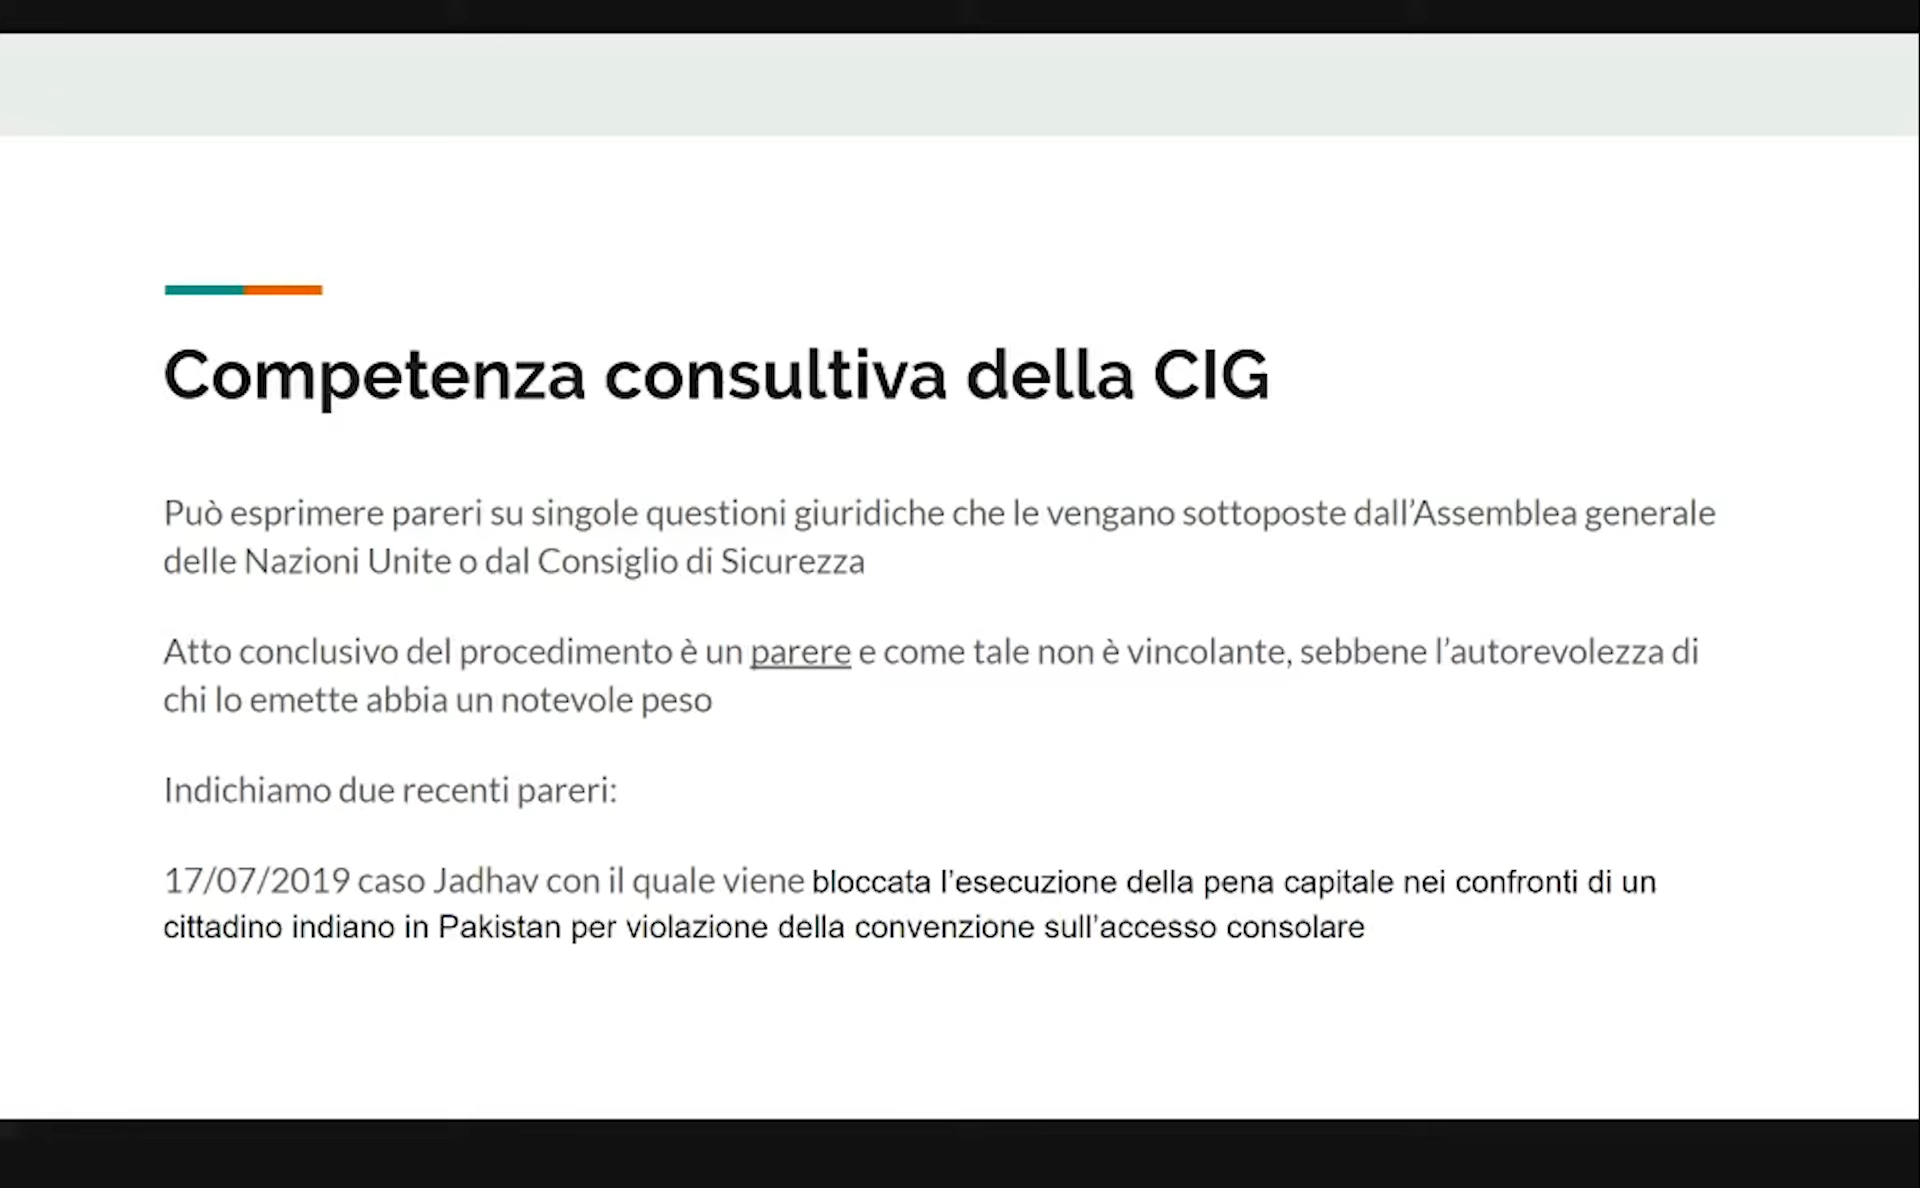 Competenza consultiva della CIG
Può esprimere pareri su singole questioni giuridiche che le vengano sottoposte dall’Assemblea generale
delle Nazioni Unite o dal Consiglio di Sicurezza
Atto conclusivo del procedimento è un parere e come tale non è vincolante, sebbene l’autorevolezza di
chi lo emette abbia un notevole peso
Indichiamo due recenti pareri:
17/07/2019 caso Jadhav con il quale viene bloccata l’esecuzione della pena capitale nei confronti di un
cittadino indiano in Pakistan per violazione della convenzione sull’accesso consolare